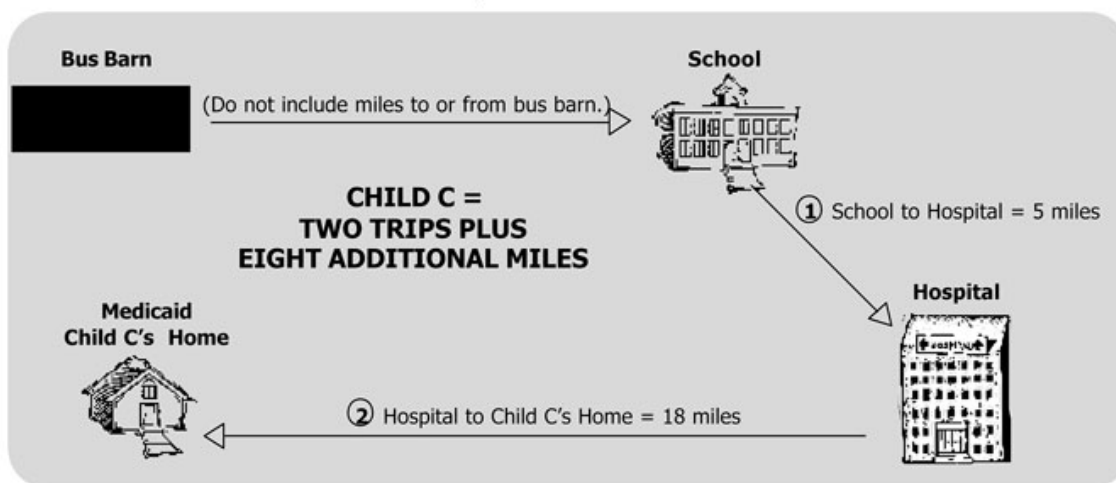 Bus Barn
School
(Do not include miles to or from bus barn.)
CHILD C =
TWO TRIPS PLUS
EIGHT ADDITIONAL MILES
1 School to Hospital = 5 miles
Hospital
HOSPITAL
Medicaid
Child C’s Home
2 Hospital to Child C’s Home = 18 miles